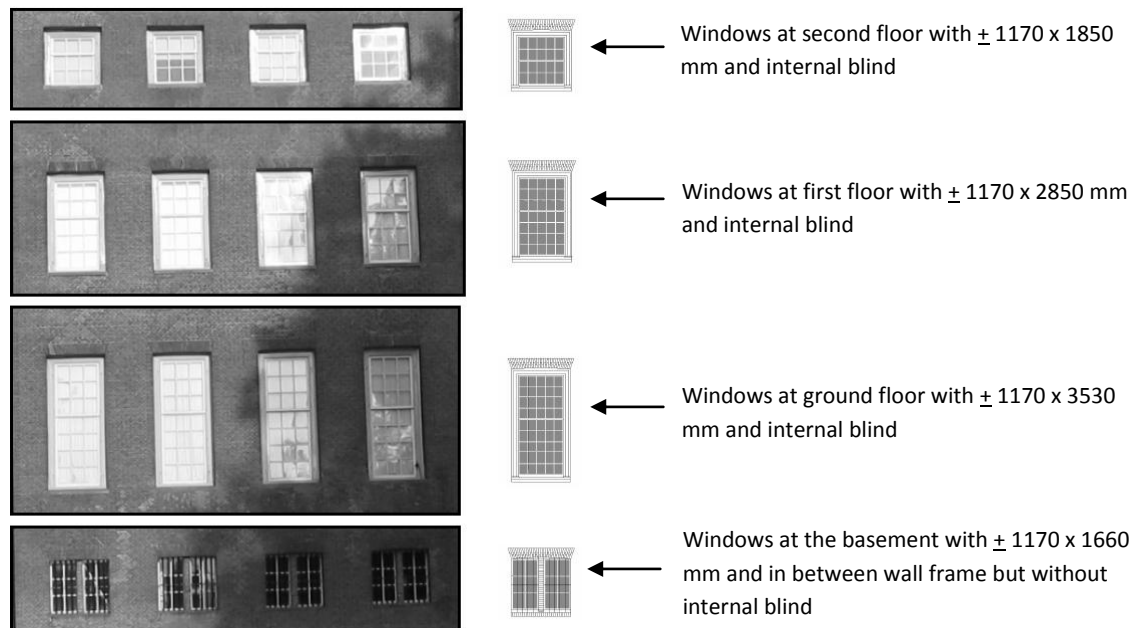 Windows at second floor with ± 1170 x 1850
mm and internal blind
Windows at first floor with ± 1170 x 2850 mm
and internal blind
Windows at ground floor with ± 1170 x 3530
mm and internal blind
Windows at the basement with ± 1170 x 1660
mm and in between wall frame but without
internal blind